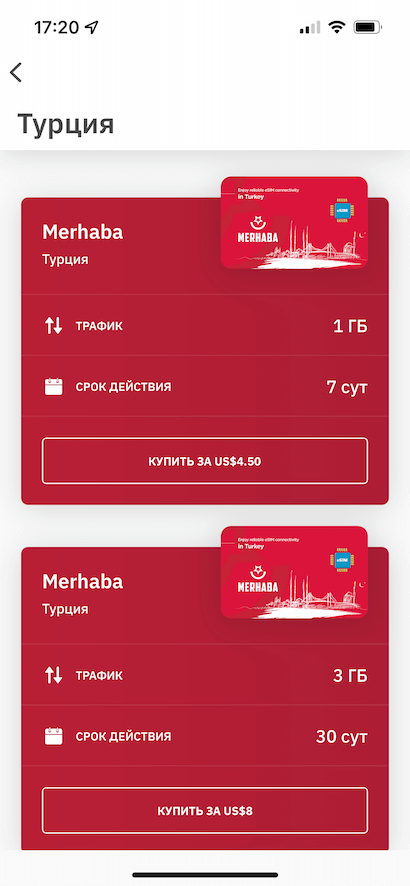 17:20
Турция
Enjoy reliable eSIM connectivity
in Turkey
eSIM
MERHABA
Merhaba
Турция
ТРАФИК
1 ГБ
СРОК ДЕЙСТВИЯ
7 сут
КУПИТЬ ЗА US$4.50
Enjoy reliable eSIM connectivity
in Turkey
eSIM
MERHABA
Merhaba
Турция
ТРАФИК
3 ГБ
СРОК ДЕЙСТВИЯ
30 сут
КУПИТЬ ЗА US$8